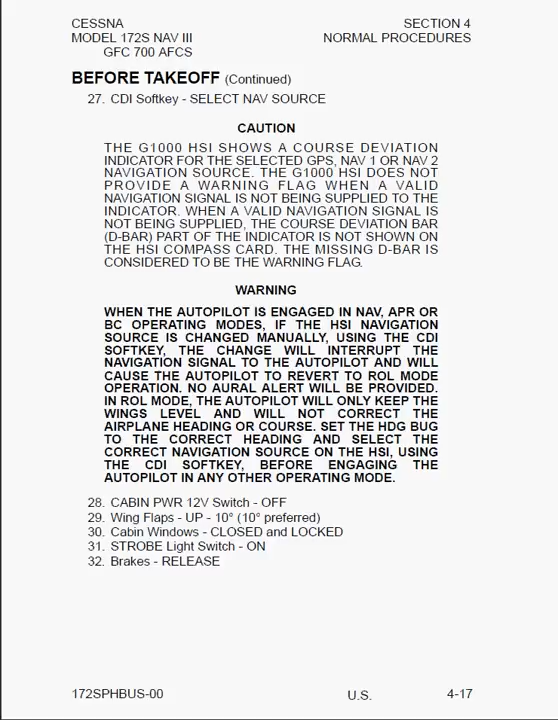 CESSNA
MODEL 172S NAV III
GFC 700 AFCS
SECTION 4
NORMAL PROCEDURES
BEFORE TAKEOFF (Continued)
27. CDI Softkey - SELECT NAV SOURCE
CAUTION
THE G1000 HSI SHOWS A COURSE DEVIATION
INDICATOR FOR THE SELECTED GPS, NAV 1 OR NAV 2
NAVIGATION SOURCE. THE G1000 HSI DOES NOT
PROVIDE A WARNING FLAG WHEN A VALID
NAVIGATION SIGNAL IS NOT BEING SUPPLIED TO THE
INDICATOR. WHEN A VALID NAVIGATION SIGNAL IS
NOT BEING SUPPLIED, THE COURSE DEVIATION BAR
(D-BAR) PART OF THE INDICATOR IS NOT SHOWN ON
THE HSI COMPASS CARD. THE MISSING D-BAR IS
CONSIDERED TO BE THE WARNING FLAG.
WARNING
WHEN THE AUTOPILOT IS ENGAGED IN NAV, APR OR
BC OPERATING MODES, IF THE HSI NAVIGATION
SOURCE IS CHANGED MANUALLY, USING THE CDI
SOFTKEY, THE CHANGE WILL INTERRUPT THE
NAVIGATION SIGNAL TO THE AUTOPILOT AND WILL
CAUSE THE AUTOPILOT TO REVERT TO ROL MODE
OPERATION. NO AURAL ALERT WILL BE PROVIDED.
IN ROL MODE, THE AUTOPILOT WILL ONLY KEEP THE
WINGS LEVEL AND WILL NOT CORRECT THE
AIRPLANE HEADING OR COURSE. SET THE HDG BUG
TO THE CORRECT HEADING AND SELECT THE
CORRECT NAVIGATION SOURCE ON THE HSI, USING
THE CDI SOFTKEY, BEFORE ENGAGING THE
AUTOPILOT IN ANY OTHER OPERATING MODE.
28. CABIN PWR 12V Switch - OFF
29. Wing Flaps - UP - 10° (10° preferred)
30. Cabin Windows - CLOSED and LOCKED
31. STROBE Light Switch - ON
32. Brakes - RELEASE
172SPHBUS-00
U.S.
4-17